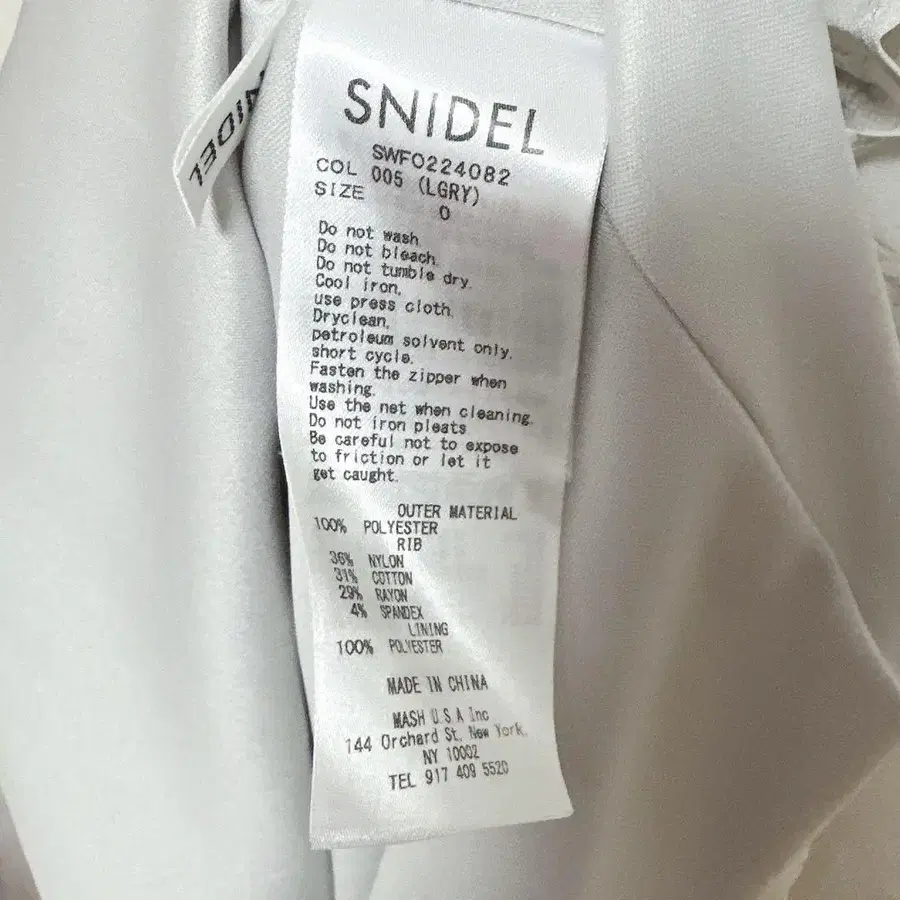 SNIDEL
SNIDEL
SWFO224082
COL 005 (LGRY)
SIZE 0
Do not wash.
Do not bleach.
Do not tumble dry.
Cool iron,
use press cloth.
Dryclean,
petroleum solvent only,
short cycle.
Fasten the zipper when
washing.
Use the net when cleaning.
Do not iron pleats
Be careful not to expose
to friction or let it
get caught.
OUTER MATERIAL
100% POLYESTER
RIB
36% NYLON
31% COTTON
29% RAYON
4% SPANDEX
LINING
100% POLYESTER
MADE IN CHINA
MASH U.S.A Inc
144 Orchard St, New York,
NY 10002
TEL 917 409 5520